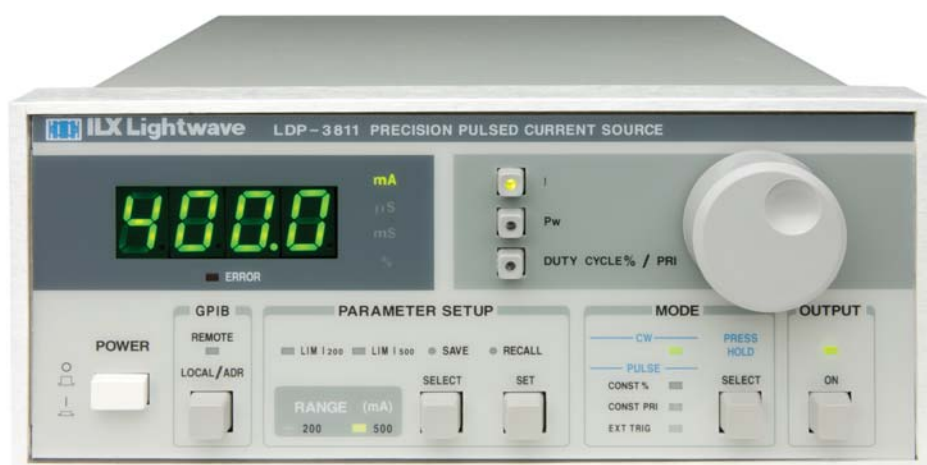 ILX Lightwave LDP-3811 PRECISION PULSED CURRENT SOURCE
400.0
mA
µS
mS
%
ERROR
I
Pw
DUTY CYCLE% / PRI
GPIB
REMOTE
LOCAL/ADR
POWER
PARAMETER SETUP
LIM I200 LIM I500 SAVE RECALL
SELECT SET
RANGE (mA)
200 500
MODE
CW
PRESS HOLD
PULSE
CONST %
CONST PRI
EXT TRIG
SELECT
OUTPUT
ON